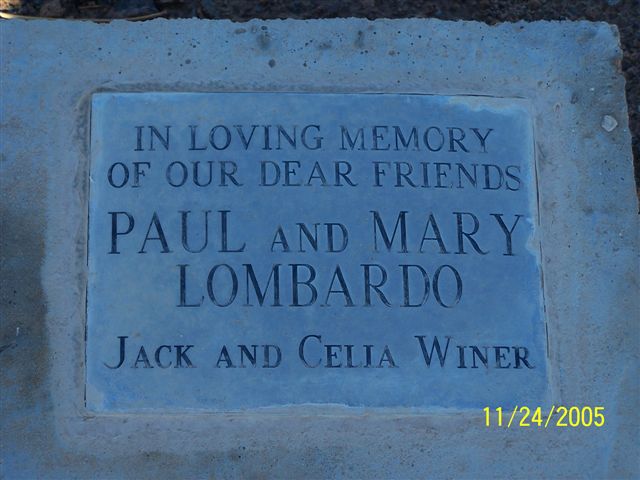 IN LOVING MEMORY
OF OUR DEAR FRIENDS
PAUL AND MARY
LOMBARDO
JACK AND CELIA WINER
11/24/2005